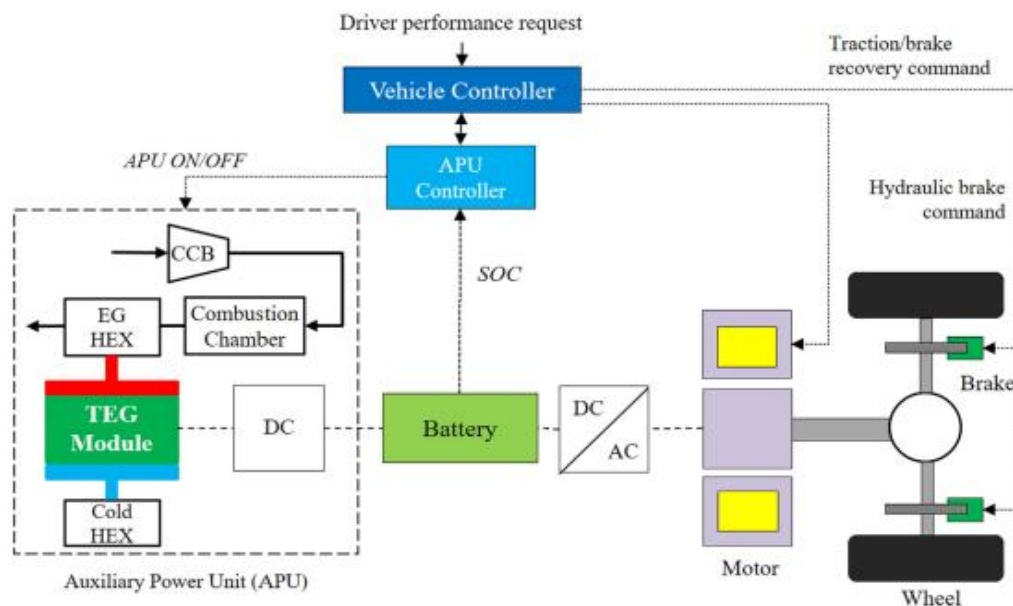 Driver performance request
Traction/brake
recovery command
Vehicle Controller
APU ON/OFF
APU
Controller
Hydraulic brake
command
CCB
SOC
EG
HEX
Combustion
Chamber
Brake
TEG
Module
DC
Battery
DC
AC
Cold
HEX
Motor
Auxiliary Power Unit (APU)
Wheel